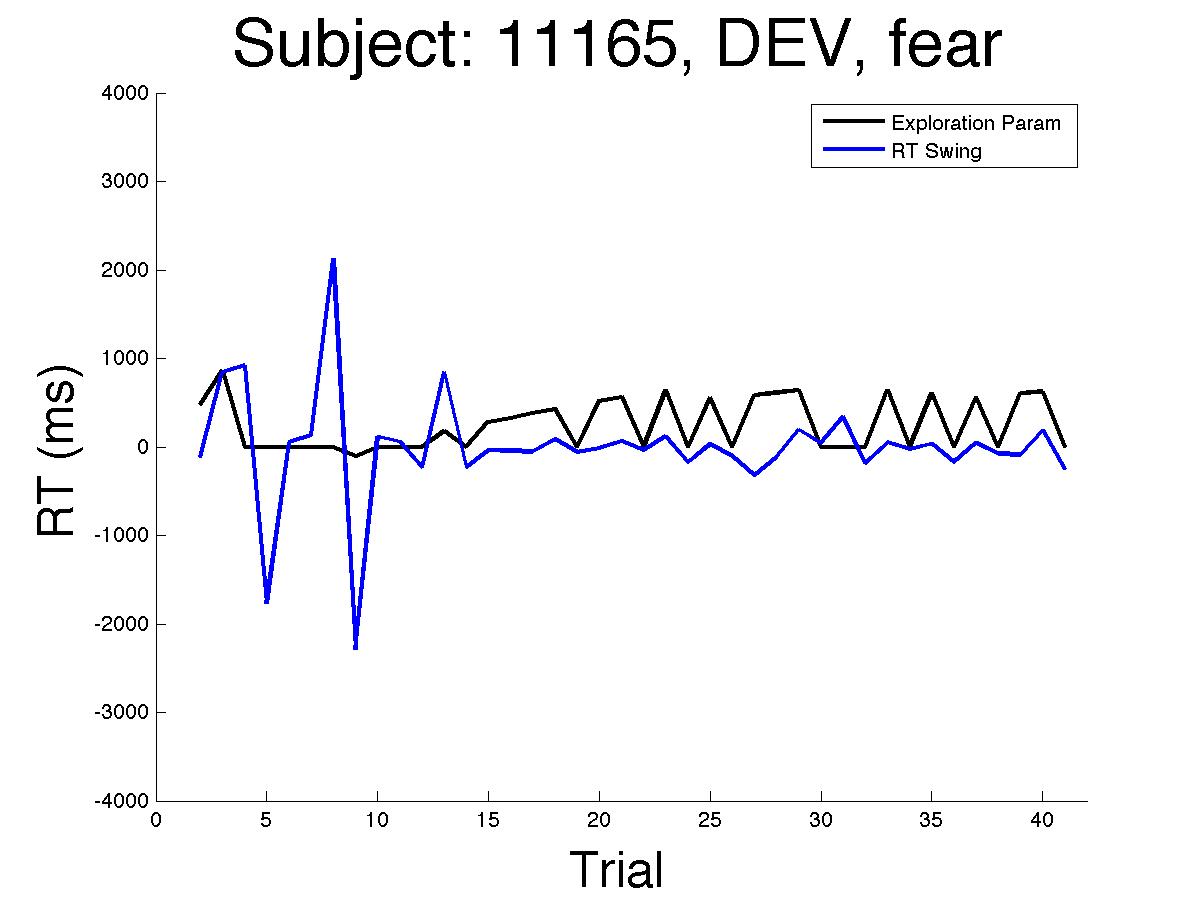 Subject: 11165, DEV, fear
4000
3000
2000
1000
0
-1000
-2000
-3000
-4000
RT (ms)
Exploration Param
RT Swing
0 5 10 15 20 25 30 35 40
Trial